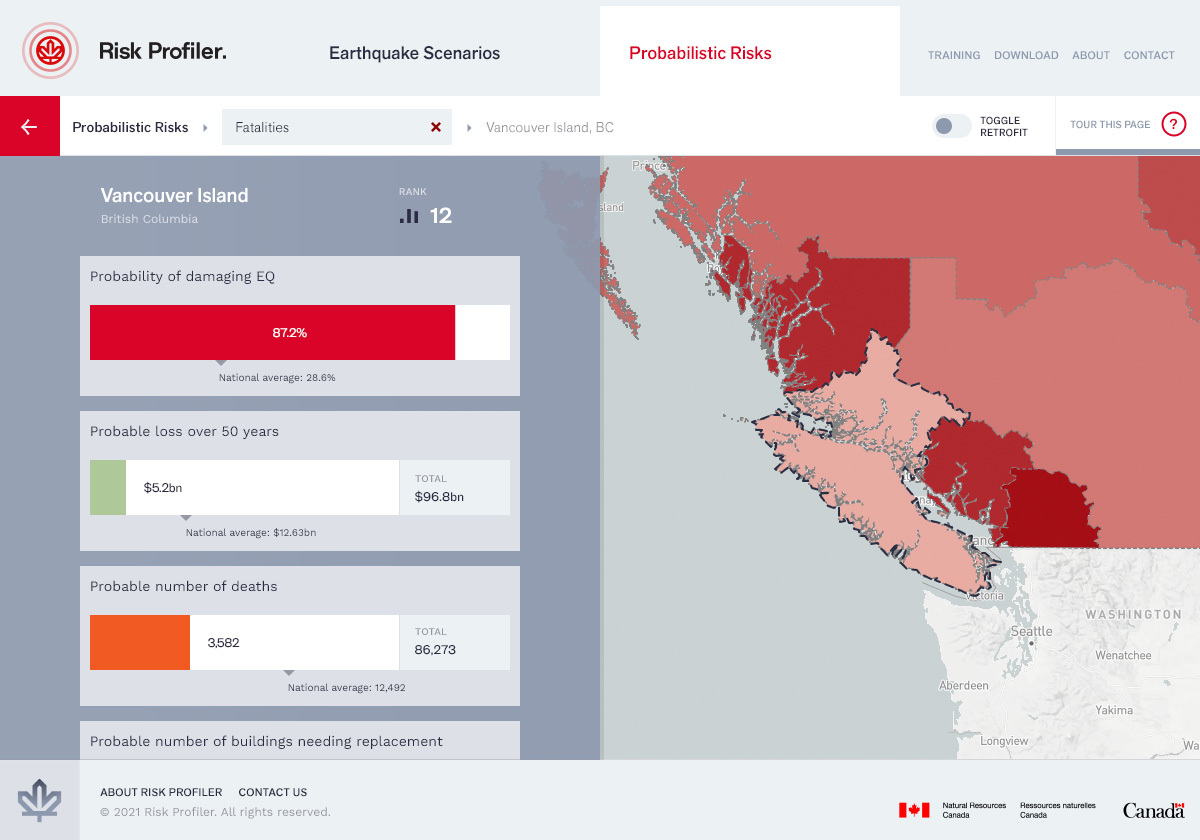 Risk Profiler.
Earthquake Scenarios
Probabilistic Risks
TRAINING DOWNLOAD ABOUT CONTACT
Probabilistic Risks
Fatalities
Vancouver Island, BC
TOGGLE
RETROFIT
TOUR THIS PAGE ?
Vancouver Island
British Columbia
RANK
12
Probability of damaging EQ
87.2%
National average: 28.6%
Probable loss over 50 years
$5.2bn
TOTAL
$96.8bn
National average: $12.63bn
Probable number of deaths
3,582
TOTAL
86,273
National average: 12,492
Probable number of buildings needing replacement
Victoria
WASHINGTON
Seattle
Wenatchee
Aberdeen
Yakima
Longview
ABOUT RISK PROFILER CONTACT US
© 2021 Risk Profiler. All rights reserved.
Natural Resources
Canada
Ressources naturelles
Canada
Canada